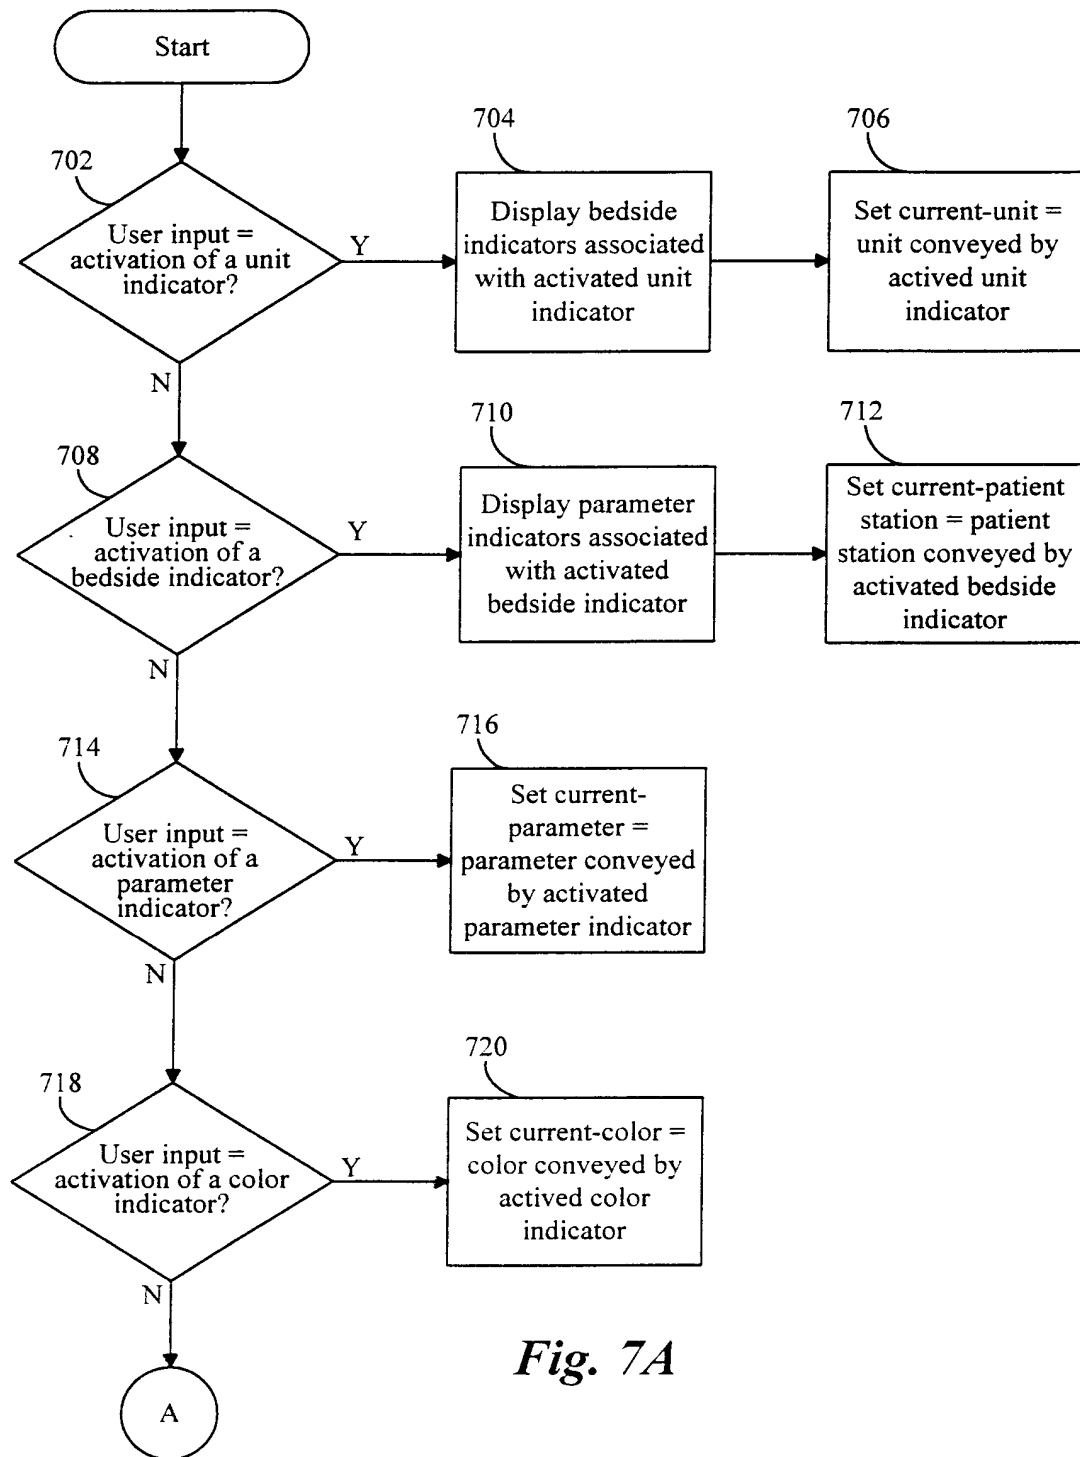 Start
702
User input =
activation of a unit
indicator?
Y
N
704
Display bedside
indicators associated
with activated unit
indicator
706
Set current-unit =
unit conveyed by
actived unit
indicator
708
User input =
activation of a
bedside indicator?
Y
N
710
Display parameter
indicators associated
with activated
bedside indicator
712
Set current-patient
station = patient
station conveyed by
activated bedside
indicator
714
User input =
activation of a
parameter
indicator?
Y
N
716
Set current-
parameter =
parameter conveyed
by activated
parameter indicator
718
User input =
activation of a color
indicator?
Y
N
720
Set current-color =
color conveyed by
actived color
indicator
A
Fig. 7A